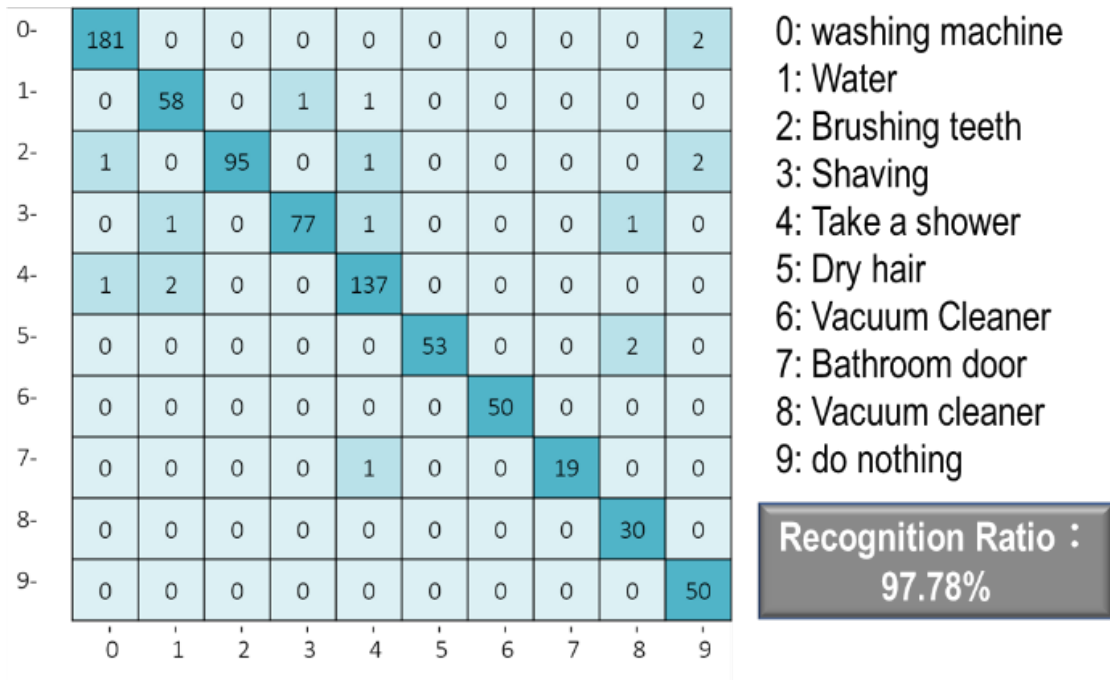 0- 181 0 0 0 0 0 0 0 0 2
1- 0 58 0 1 1 0 0 0 0 0
2- 1 0 95 0 1 0 0 0 0 2
3- 0 1 0 77 1 0 0 0 1 0
4- 1 2 0 0 137 0 0 0 0 0
5- 0 0 0 0 0 53 0 0 2 0
6- 0 0 0 0 0 0 50 0 0 0
7- 0 0 0 0 1 0 0 19 0 0
8- 0 0 0 0 0 0 0 0 30 0
9- 0 0 0 0 0 0 0 0 0 50
0 1 2 3 4 5 6 7 8 9
0: washing machine
1: Water
2: Brushing teeth
3: Shaving
4: Take a shower
5: Dry hair
6: Vacuum Cleaner
7: Bathroom door
8: Vacuum cleaner
9: do nothing
Recognition Ratio：
97.78%